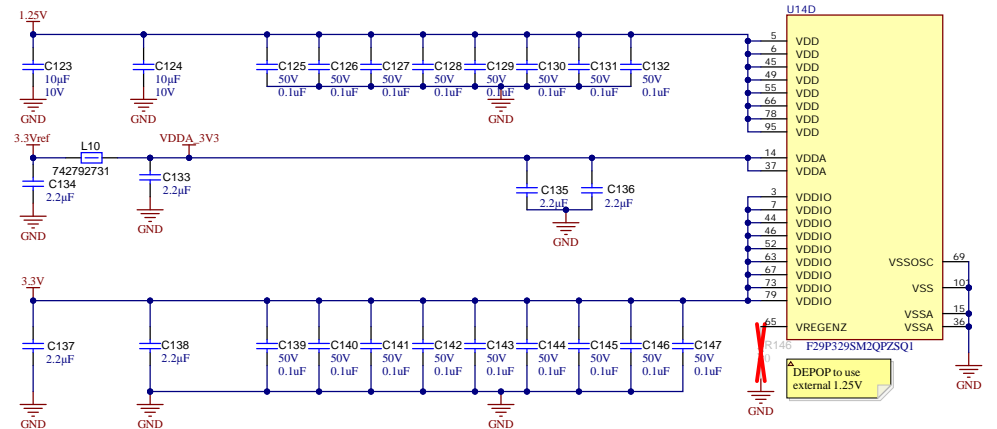 1.25V
C123
10µF
10V
GND
C124
10µF
10V
GND
C125
50V
0.1uF
C126
50V
0.1uF
C127
50V
0.1uF
C128
50V
0.1uF
C129
50V
0.1uF
C130
50V
0.1uF
C131
50V
0.1uF
C132
50V
0.1uF
GND
3.3Vref
L10
742792731
VDDA_3V3
C134
2.2µF
GND
C133
2.2µF
GND
C135
2.2µF
C136
2.2µF
GND
3.3V
C137
2.2µF
GND
C138
2.2µF
GND
C139
50V
0.1uF
C140
50V
0.1uF
C141
50V
0.1uF
C142
50V
0.1uF
C143
50V
0.1uF
C144
50V
0.1uF
C145
50V
0.1uF
C146
50V
0.1uF
C147
50V
0.1uF
GND
U14D
5 VDD
6 VDD
45 VDD
49 VDD
55 VDD
66 VDD
78 VDD
95 VDD
14 VDDA
37 VDDA
3 VDDIO
7 VDDIO
44 VDDIO
46 VDDIO
52 VDDIO
63 VDDIO
67 VDDIO
73 VDDIO
79 VDDIO
65 VREGENZ
VSSOSC 69
VSS 101
VSSA 15
VSSA 36
F29P329SM2QPZSQ1
R146
0
GND
DEPOP to use
external 1.25V
GND